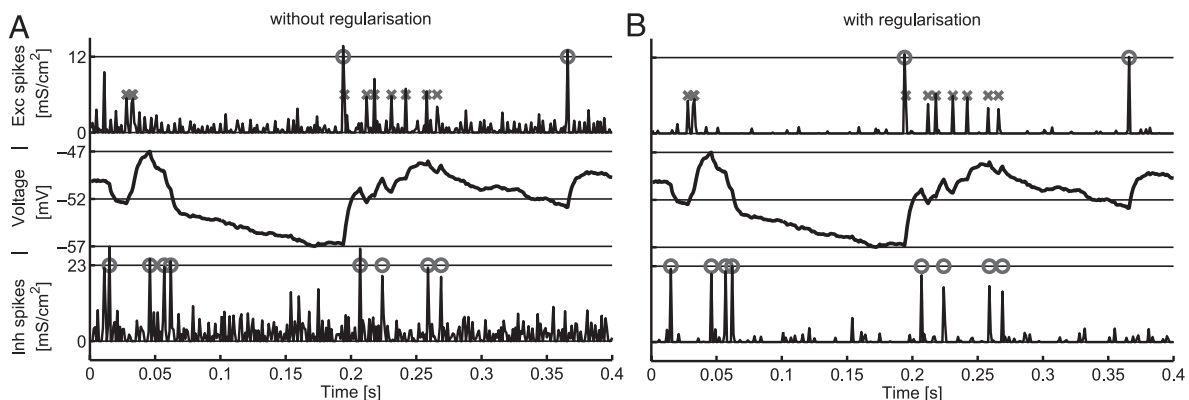 A
without regularisation
Exc spikes
[mS/cm²]
12
0
Voltage
[mV]
−47
−52
−57
Inh spikes
[mS/cm²]
23
0
0 0.05 0.1 0.15 0.2 0.25 0.3 0.35 0.4
Time [s]
B
with regularisation
0 0.05 0.1 0.15 0.2 0.25 0.3 0.35 0.4
Time [s]